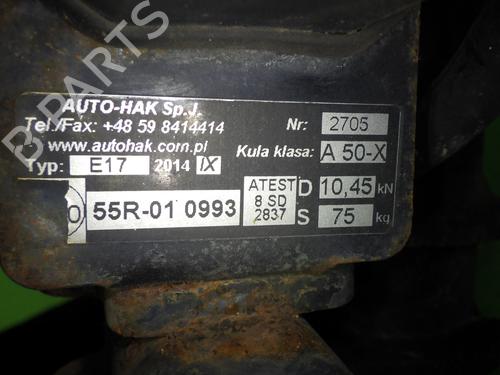 B PARTS
AUTO-HAK Sp.J.
Tel./Fax: +48 59 8414414
www.autohak.com.pl
Nr: 2705
Kula klasa: A 50-X
Typ: E17 2014 IX
55R-01 0993
ATEST
8 SD
2837
D 10,45 kN
S 75 kg